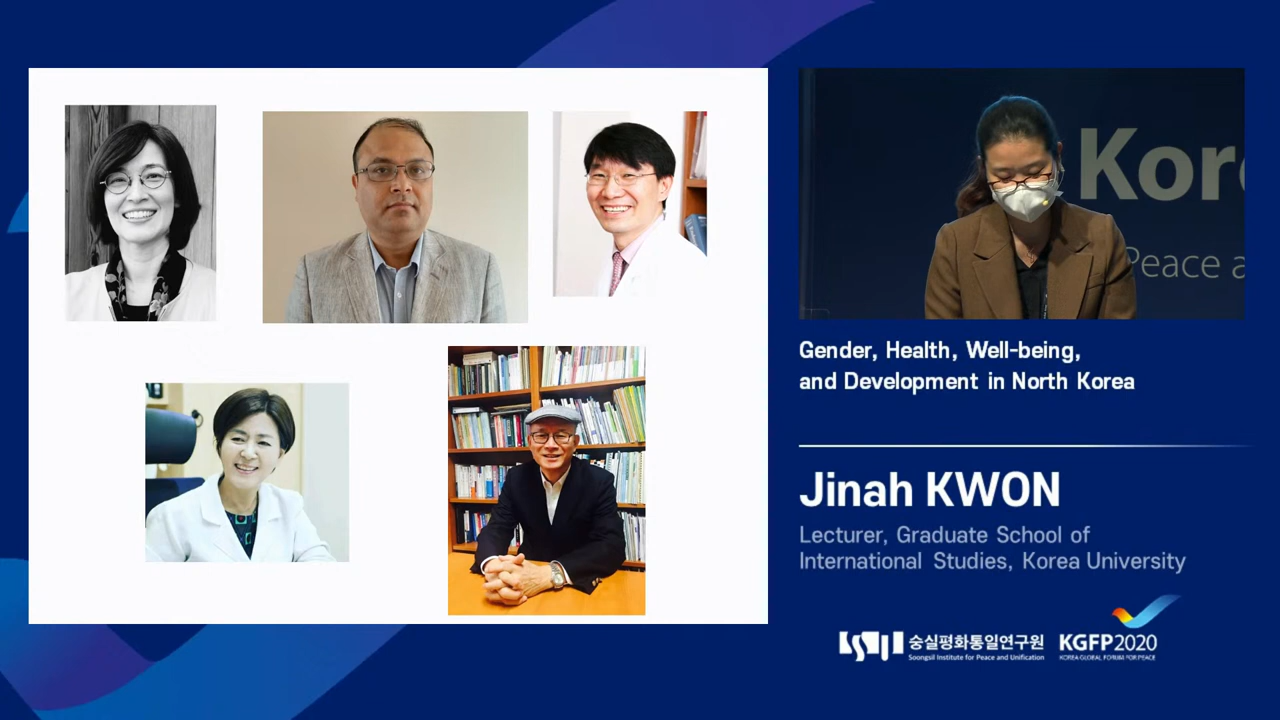 Kor
Peace a
Gender, Health, Well-being,
and Development in North Korea
Jinah KWON
Lecturer, Graduate School of
International Studies, Korea University
숭실평화통일연구원
Soongsil Institute for Peace and Unification
KGFP2020
KOREA GLOBAL FORUM FOR PEACE